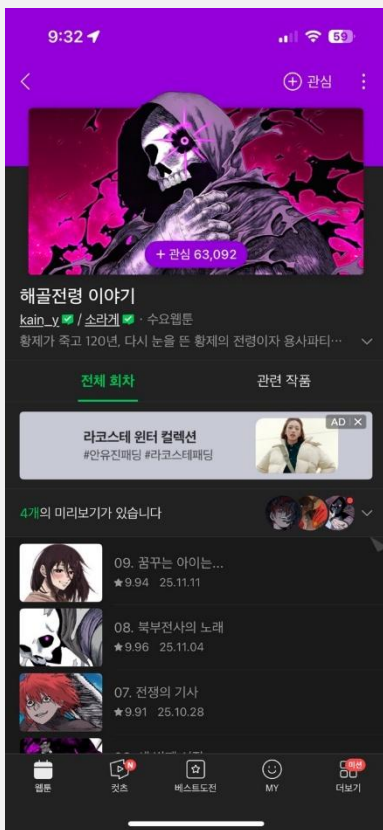 9:32
59
관심
+ 관심 63,092
해골전령 이야기
kain_y / 소라게 · 수요웹툰
황제가 죽고 120년, 다시 눈을 뜬 황제의 전령이자 용사파티…
전체 회차
관련 작품
AD X
라코스테 윈터 컬렉션
#안유진패딩 #라코스테패딩
4개의 미리보기가 있습니다
09. 꿈꾸는 아이는...
★9.94 25.11.11
08. 북부전사의 노래
★9.96 25.11.04
07. 전쟁의 기사
★9.91 25.10.28
N
미션
웹툰
컷츠
베스트도전
MY
더보기